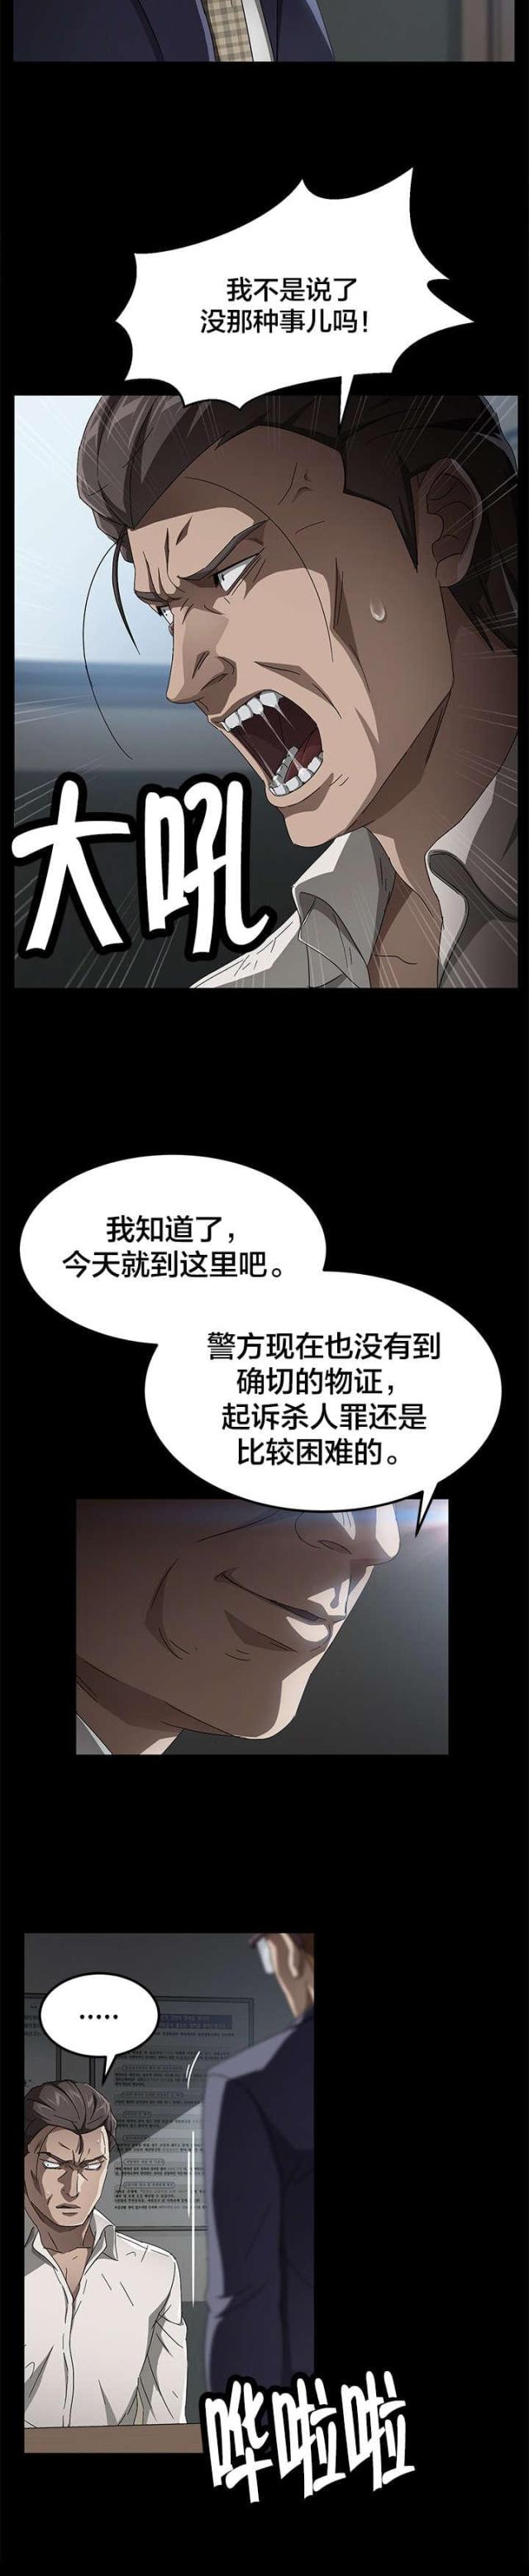 我不是说了
没那种事儿吗！
大吼
我知道了，
今天就到这里吧。
警方现在也没有到
确切的物证，
起诉杀人罪还是
比较困难的。
·····
哗啦啦